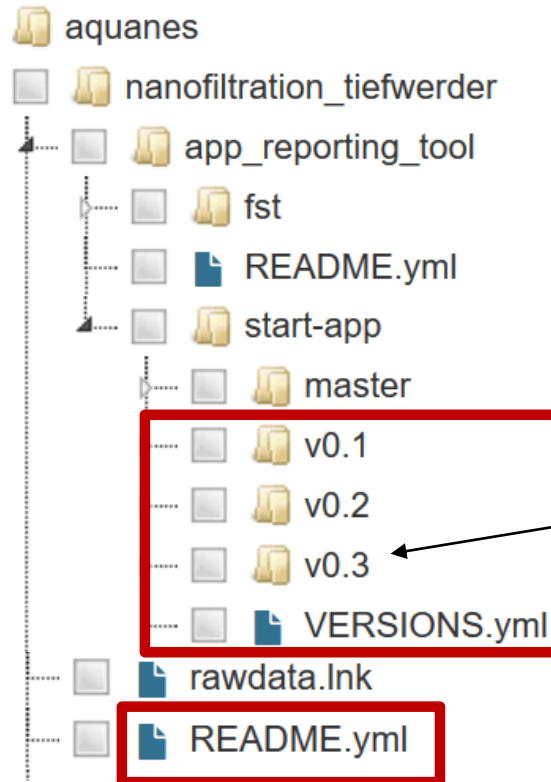 aquanes
nanofiltration_tiefwerder
app_reporting_tool
fst
README.yml
start-app
master
v0.1
v0.2
v0.3
VERSIONS.yml
rawdata.lnk
README.yml